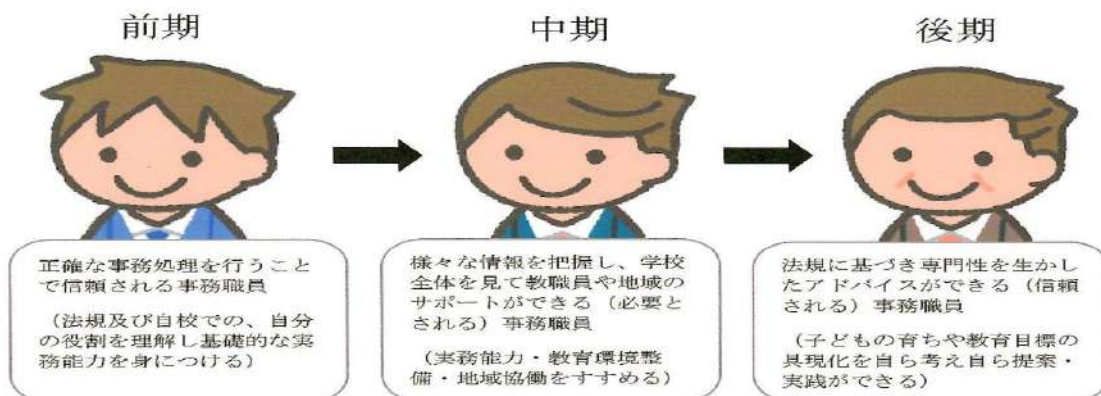 前期
正確な事務処理を行うこと
で信頼される事務職員
（法規及び自校での、自分
の役割を理解し基礎的な実
務能力を身につける）
中期
様々な情報を把握し、学校
全体を見て教職員や地域の
サポートができる（必要と
される）事務職員
（実務能力・教育環境整
備・地域協働をすすめる）
後期
法規に基づき専門性を生かし
たアドバイスができる（信頼
される）事務職員
（子どもの育ちや教育目標の
具現化を自ら考え自ら提案・
実践ができる）